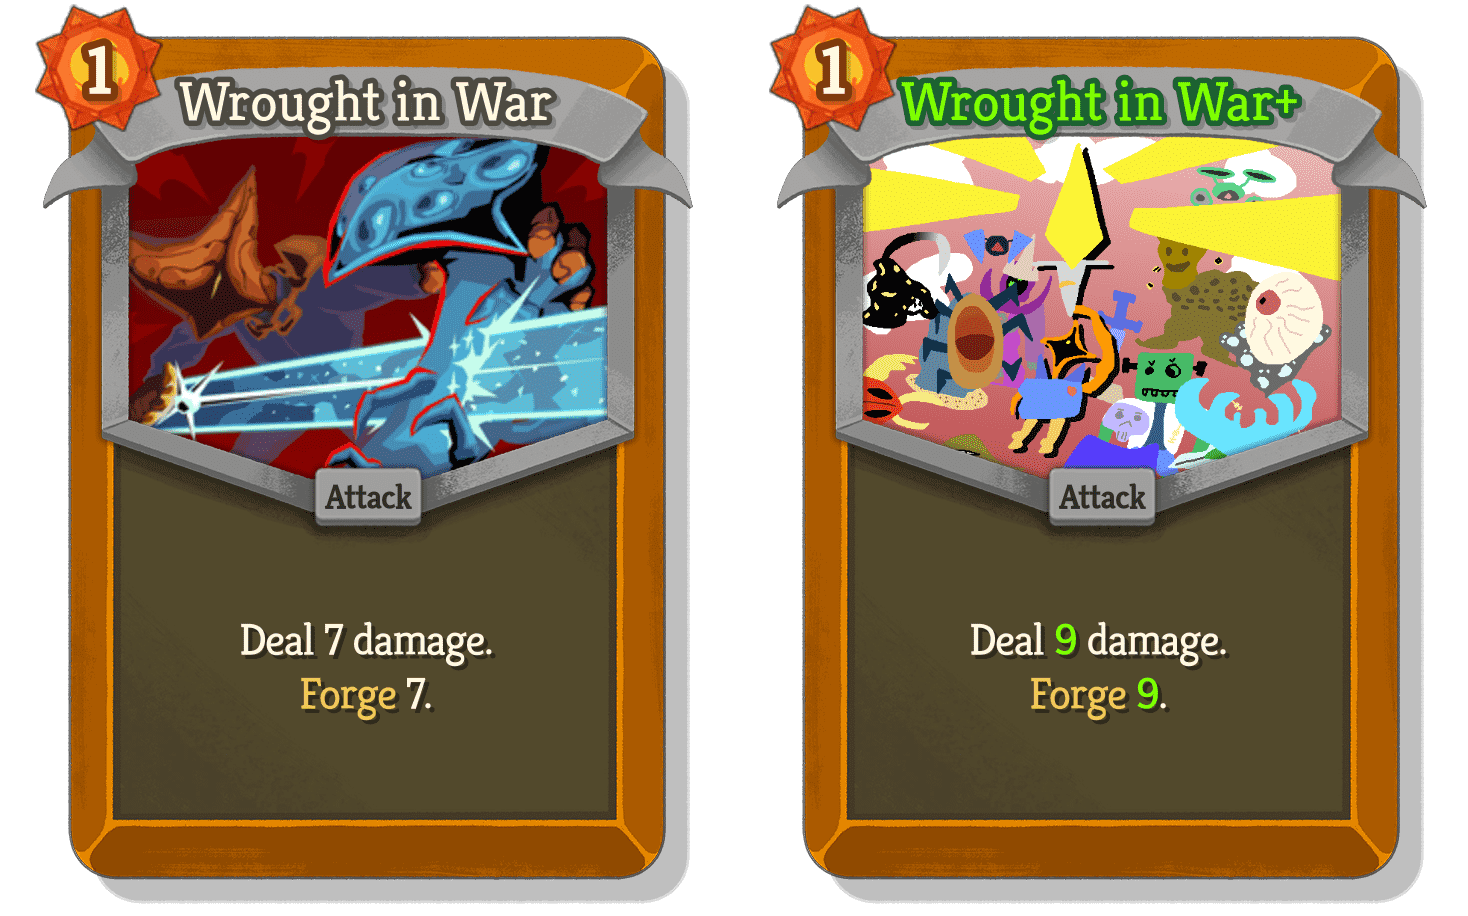 1
Wrought in War
Attack
Deal 7 damage.
Forge 7.
1
Wrought in War+
Attack
Deal 9 damage.
Forge 9.